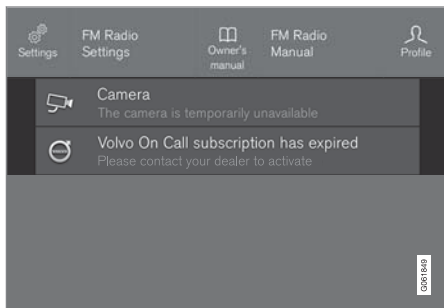 Settings
FM Radio
Settings
Owner's
manual
FM Radio
Manual
Profile
Camera
The camera is temporarily unavailable
Volvo On Call subscription has expired
Please contact your dealer to activate
G061849